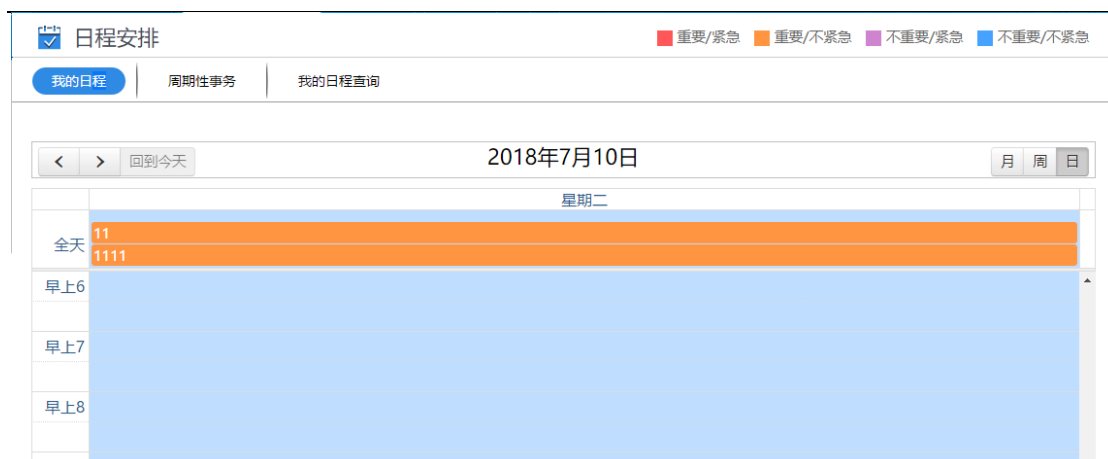 日程安排
重要/紧急 重要/不紧急 不重要/紧急 不重要/不紧急
我的日程 周期性事务 我的日程查询
回到今天 2018年7月10日 月 周 日
星期二
全天
11
1111
早上6
早上7
早上8